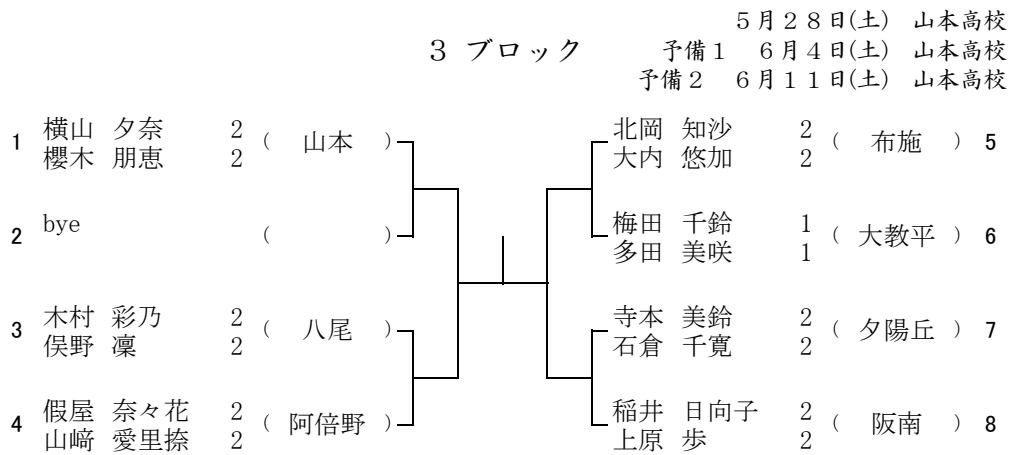 5月28日(土) 山本高校
3 ブロック
予備1 6月4日(土) 山本高校
予備2 6月11日(土) 山本高校
1 横山 夕奈 2 ( 山本 )
櫻木 朋恵 2
2 bye ( )
3 木村 彩乃 2 ( 八尾 )
俣野 凜 2
4 假屋 奈々花 2 ( 阿倍野 )
山﨑 愛里捺 2
北岡 知沙 2 ( 布施 ) 5
大内 悠加 2
梅田 千鈴 1 ( 大教平 ) 6
多田 美咲 1
寺本 美鈴 2 ( 夕陽丘 ) 7
石倉 千寛 2
稲井 日向子 2 ( 阪南 ) 8
上原 歩 2